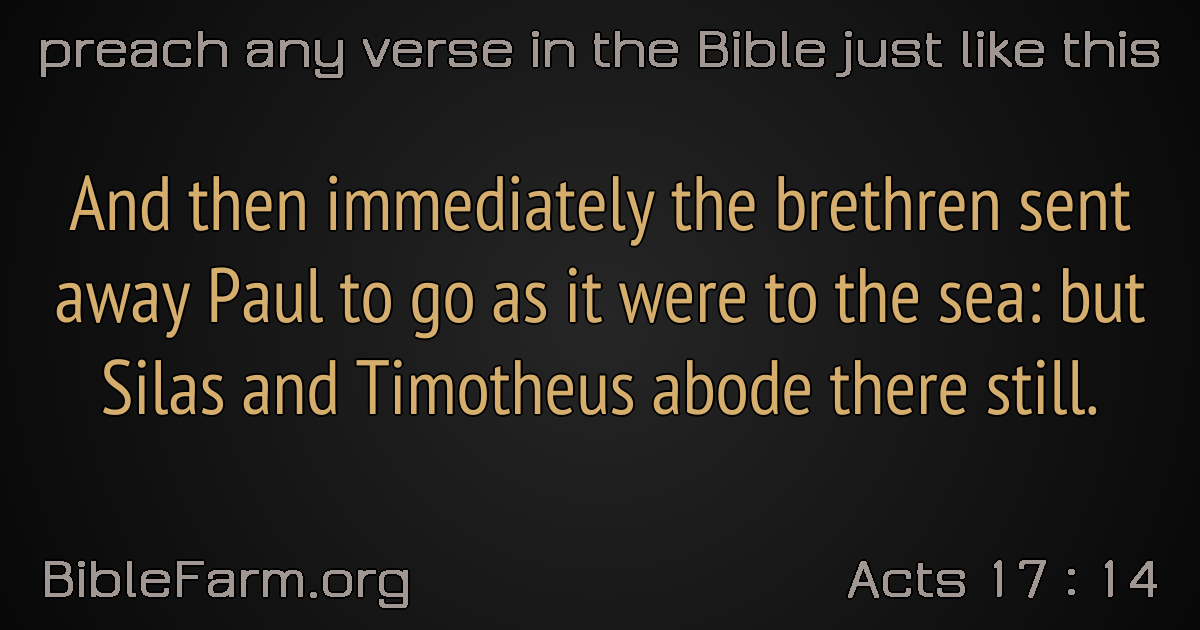 preach any verse in the Bible just like this
And then immediately the brethren sent
away Paul to go as it were to the sea: but
Silas and Timotheus abode there still.
BibleFarm.org
Acts 17 : 14